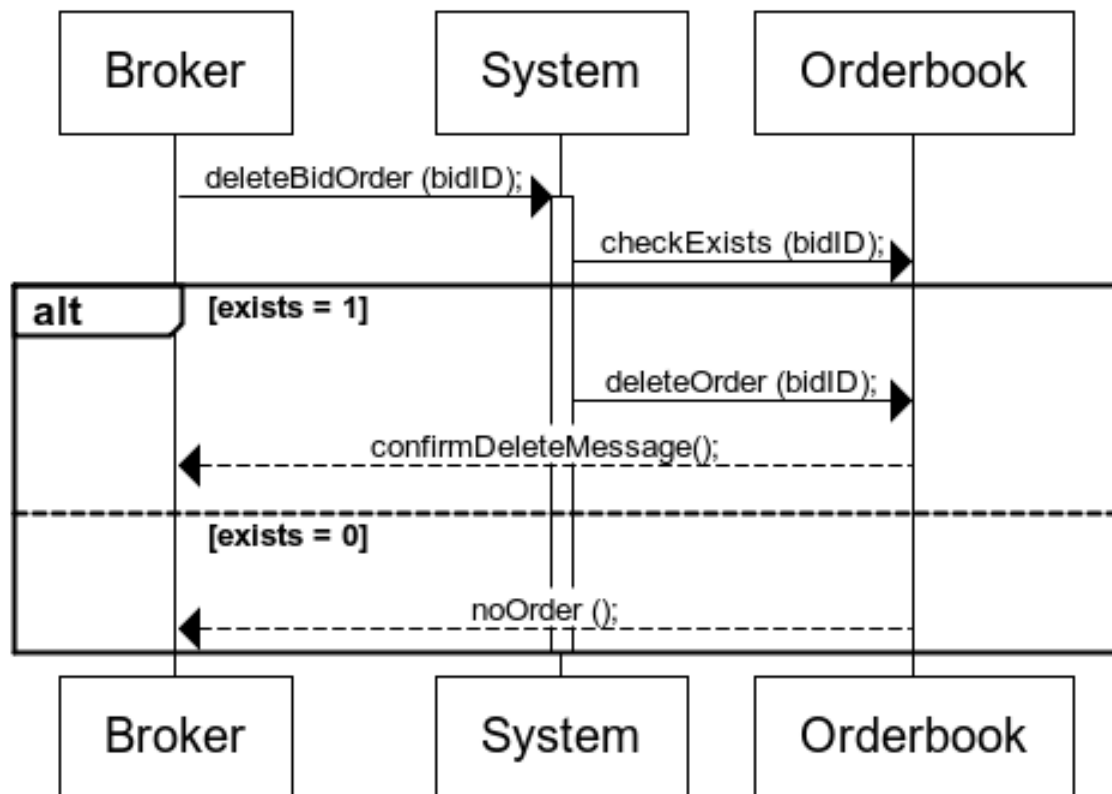 Broker System Orderbook
deleteBidOrder (bidID);
checkExists (bidID);
alt [exists = 1]
deleteOrder (bidID);
confirmDeleteMessage();
[exists = 0]
noOrder ();
Broker System Orderbook